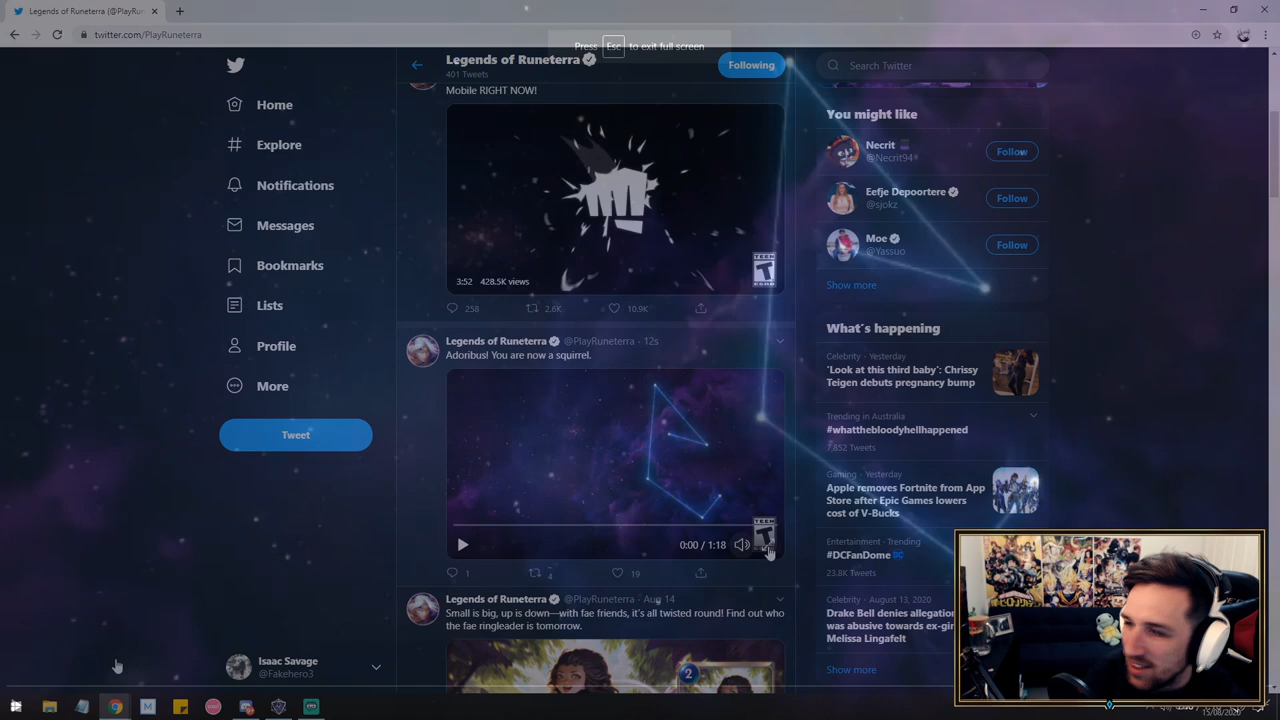 Legends of Runeterra (@PlayRun
twitter.com/PlayRuneterra
Press Esc to exit full screen
Home
Explore
Notifications
Messages
Bookmarks
Lists
Profile
More
Tweet
Isaac Savage
@Fakehero3
Legends of Runeterra
401 Tweets
Following
Mobile RIGHT NOW!
3:52 428.5K views
TEEN
T
ESRB
258 2.6K 10.9K
Legends of Runeterra @PlayRuneterra · 12s
Adoribus! You are now a squirrel.
0:00 / 1:18
TEEN
T
1 4 19
Legends of Runeterra @PlayRuneterra · Aug 14
Small is big, up is down—with fae friends, it's all twisted round! Find out who
the fae ringleader is tomorrow.
2
Search Twitter
You might like
Necrit
@Necrit94
Follow
Eefje Depoortere
@sjokz
Follow
Moe
@Yassuo
Follow
Show more
What's happening
Celebrity · Yesterday
'Look at this third baby': Chrissy
Teigen debuts pregnancy bump
Trending in Australia
#whatthebloodyhellhappened
7,852 Tweets
Gaming · Yesterday
Apple removes Fortnite from App
Store after Epic Games lowers
cost of V-Bucks
Entertainment · Trending
#DCFanDome
23.8K Tweets
Celebrity · August 13, 2020
Drake Bell denies allegation
was abusive towards ex-gir
Melissa Lingafelt
Show more
15/08/2020